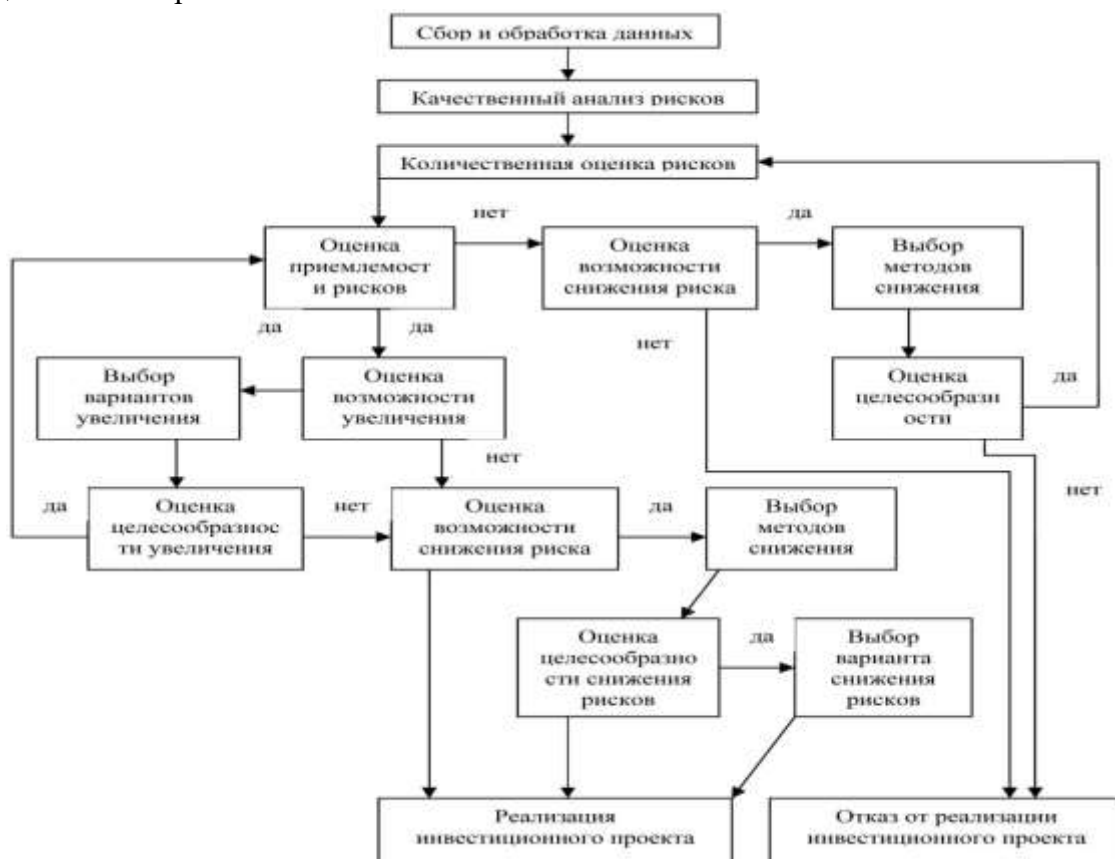 Сбор и обработка данных
Качественный анализ рисков
Количественная оценка рисков
нет
да
Оценка
приемлемост
и рисков
Оценка
возможности
снижения риска
Выбор
методов
снижения
да
да
нет
Выбор
вариантов
увеличения
Оценка
возможности
увеличения
Оценка
целесообразн
ости
да
нет
нет
да
Оценка
целесообразнос
ти увеличения
нет
Оценка
возможности
снижения риска
да
Выбор
методов
снижения
Оценка
целесообразно
сти снижения
рисков
да
Выбор
варианта
снижения
рисков
Реализация
инвестиционного проекта
Отказ от реализации
инвестиционного проекта